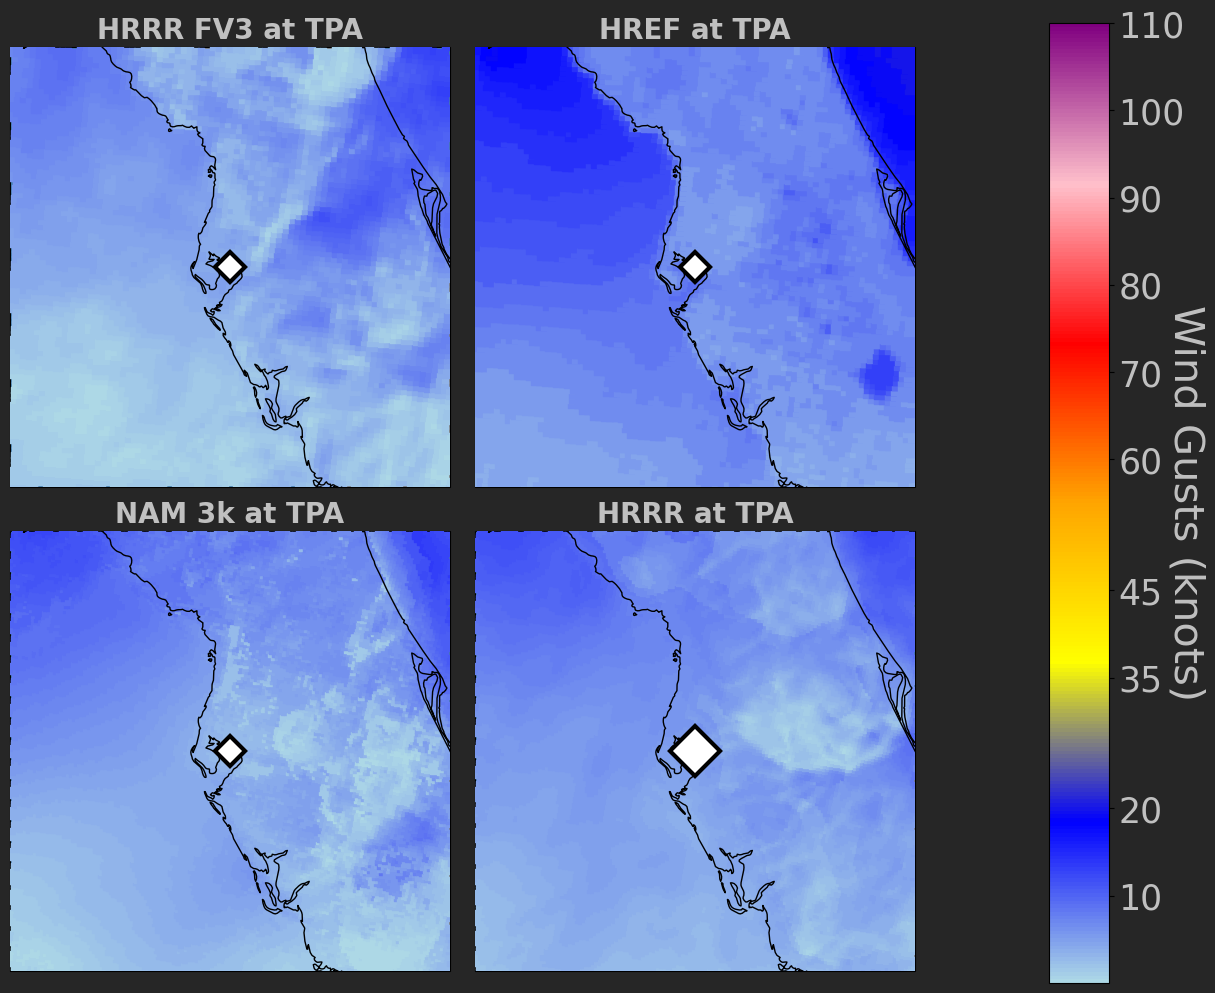 HRRR FV3 at TPA
HREF at TPA
NAM 3k at TPA
HRRR at TPA
110
100
90
80
70
60
45
35
20
10
Wind Gusts (knots)